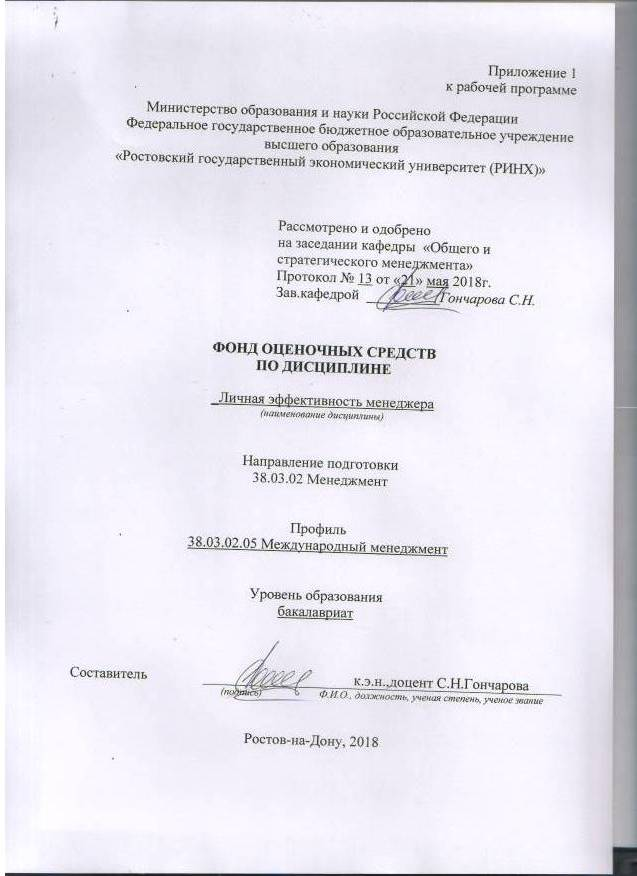 Приложение 1
к рабочей программе
Министерство образования и науки Российской Федерации
Федеральное государственное бюджетное образовательное учреждение
высшего образования
«Ростовский государственный экономический университет (РИНХ)»
Рассмотрено и одобрено
на заседании кафедры «Общего и
стратегического менеджмента»
Протокол № 13 от «21» мая 2018г.
Зав.кафедрой Гончарова С.Н.
ФОНД ОЦЕНОЧНЫХ СРЕДСТВ
ПО ДИСЦИПЛИНЕ
Личная эффективность менеджера
(наименование дисциплины)
Направление подготовки
38.03.02 Менеджмент
Профиль
38.03.02.05 Международный менеджмент
Уровень образования
бакалавриат
Составитель к.э.н.,доцент С.Н.Гончарова
(подпись) Ф.И.О., должность, ученая степень, ученое звание
Ростов-на-Дону, 2018